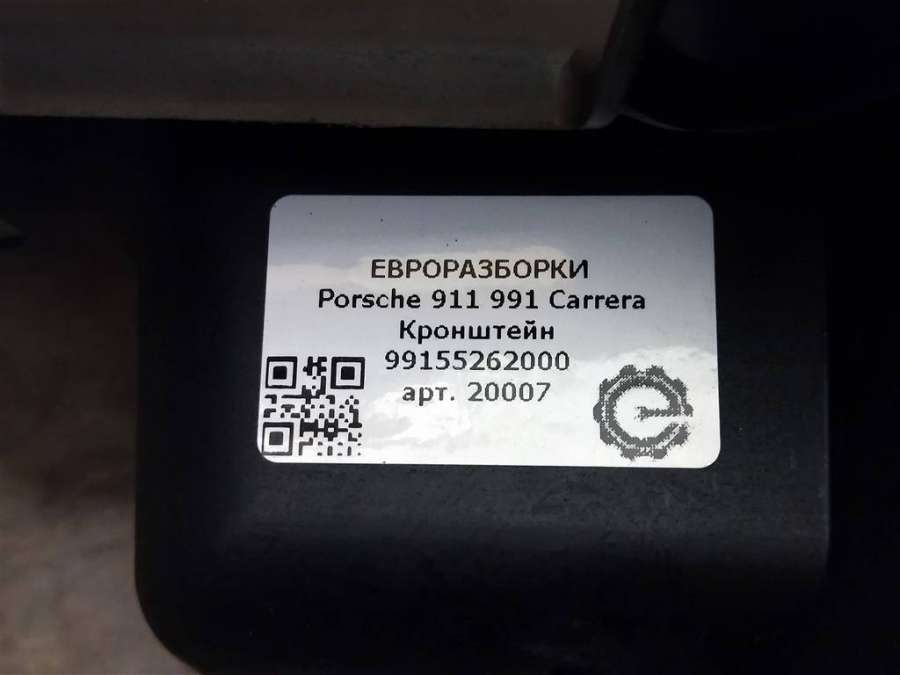 ЕВРОРАЗБОРКИ
Porsche 911 991 Carrera
Кронштейн
99155262000
арт. 20007